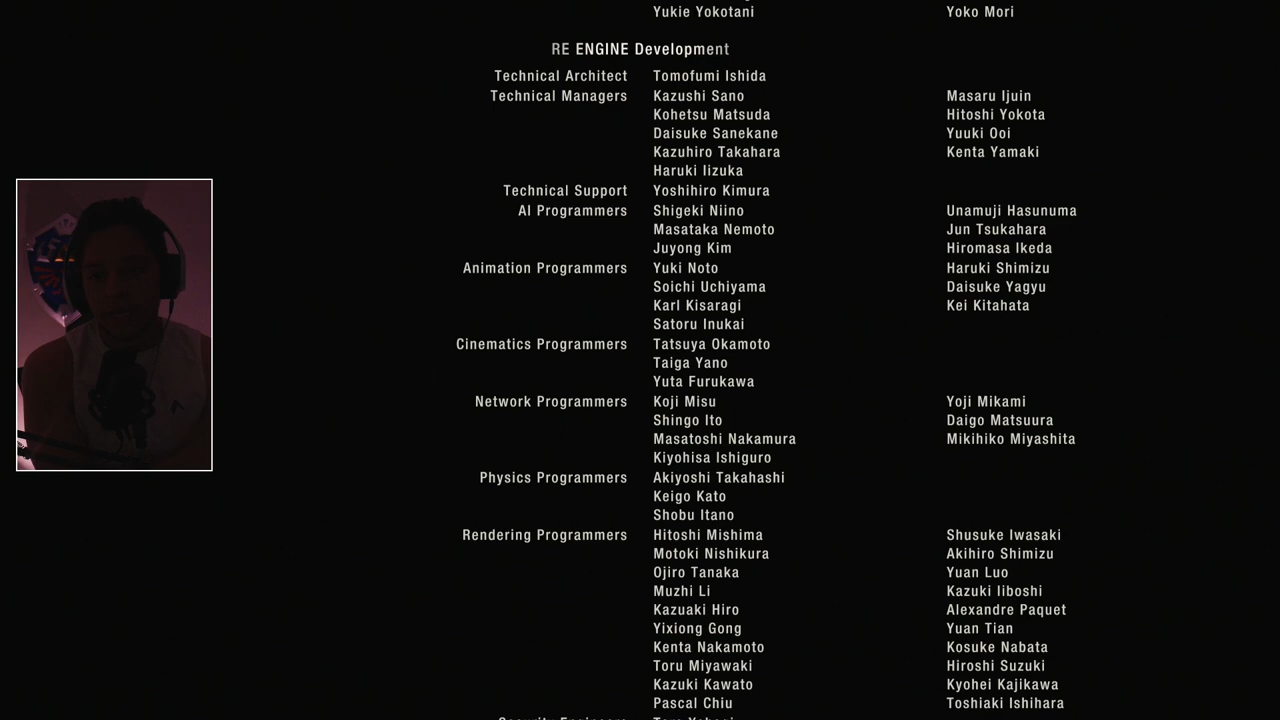 Yukie Yokotani Yoko Mori
RE ENGINE Development
Technical Architect Tomofumi Ishida
Technical Managers Kazushi Sano Masaru Ijuin
Kohetsu Matsuda Hitoshi Yokota
Daisuke Sanekane Yuuki Ooi
Kazuhiro Takahara Kenta Yamaki
Haruki Iizuka
Technical Support Yoshihiro Kimura
AI Programmers Shigeki Niino Unamuji Hasunuma
Masataka Nemoto Jun Tsukahara
Juyong Kim Hiromasa Ikeda
Animation Programmers Yuki Noto Haruki Shimizu
Soichi Uchiyama Daisuke Yagyu
Karl Kisaragi Kei Kitahata
Satoru Inukai
Cinematics Programmers Tatsuya Okamoto
Taiga Yano
Yuta Furukawa
Network Programmers Koji Misu Yoji Mikami
Shingo Ito Daigo Matsuura
Masatoshi Nakamura Mikihiko Miyashita
Kiyohisa Ishiguro
Physics Programmers Akiyoshi Takahashi
Keigo Kato
Shobu Itano
Rendering Programmers Hitoshi Mishima Shusuke Iwasaki
Motoki Nishikura Akihiro Shimizu
Ojiro Tanaka Yuan Luo
Muzhi Li Kazuki Iiboshi
Kazuaki Hiro Alexandre Paquet
Yixiong Gong Yuan Tian
Kenta Nakamoto Kosuke Nabata
Toru Miyawaki Hiroshi Suzuki
Kazuki Kawato Kyohei Kajikawa
Pascal Chiu Toshiaki Ishihara